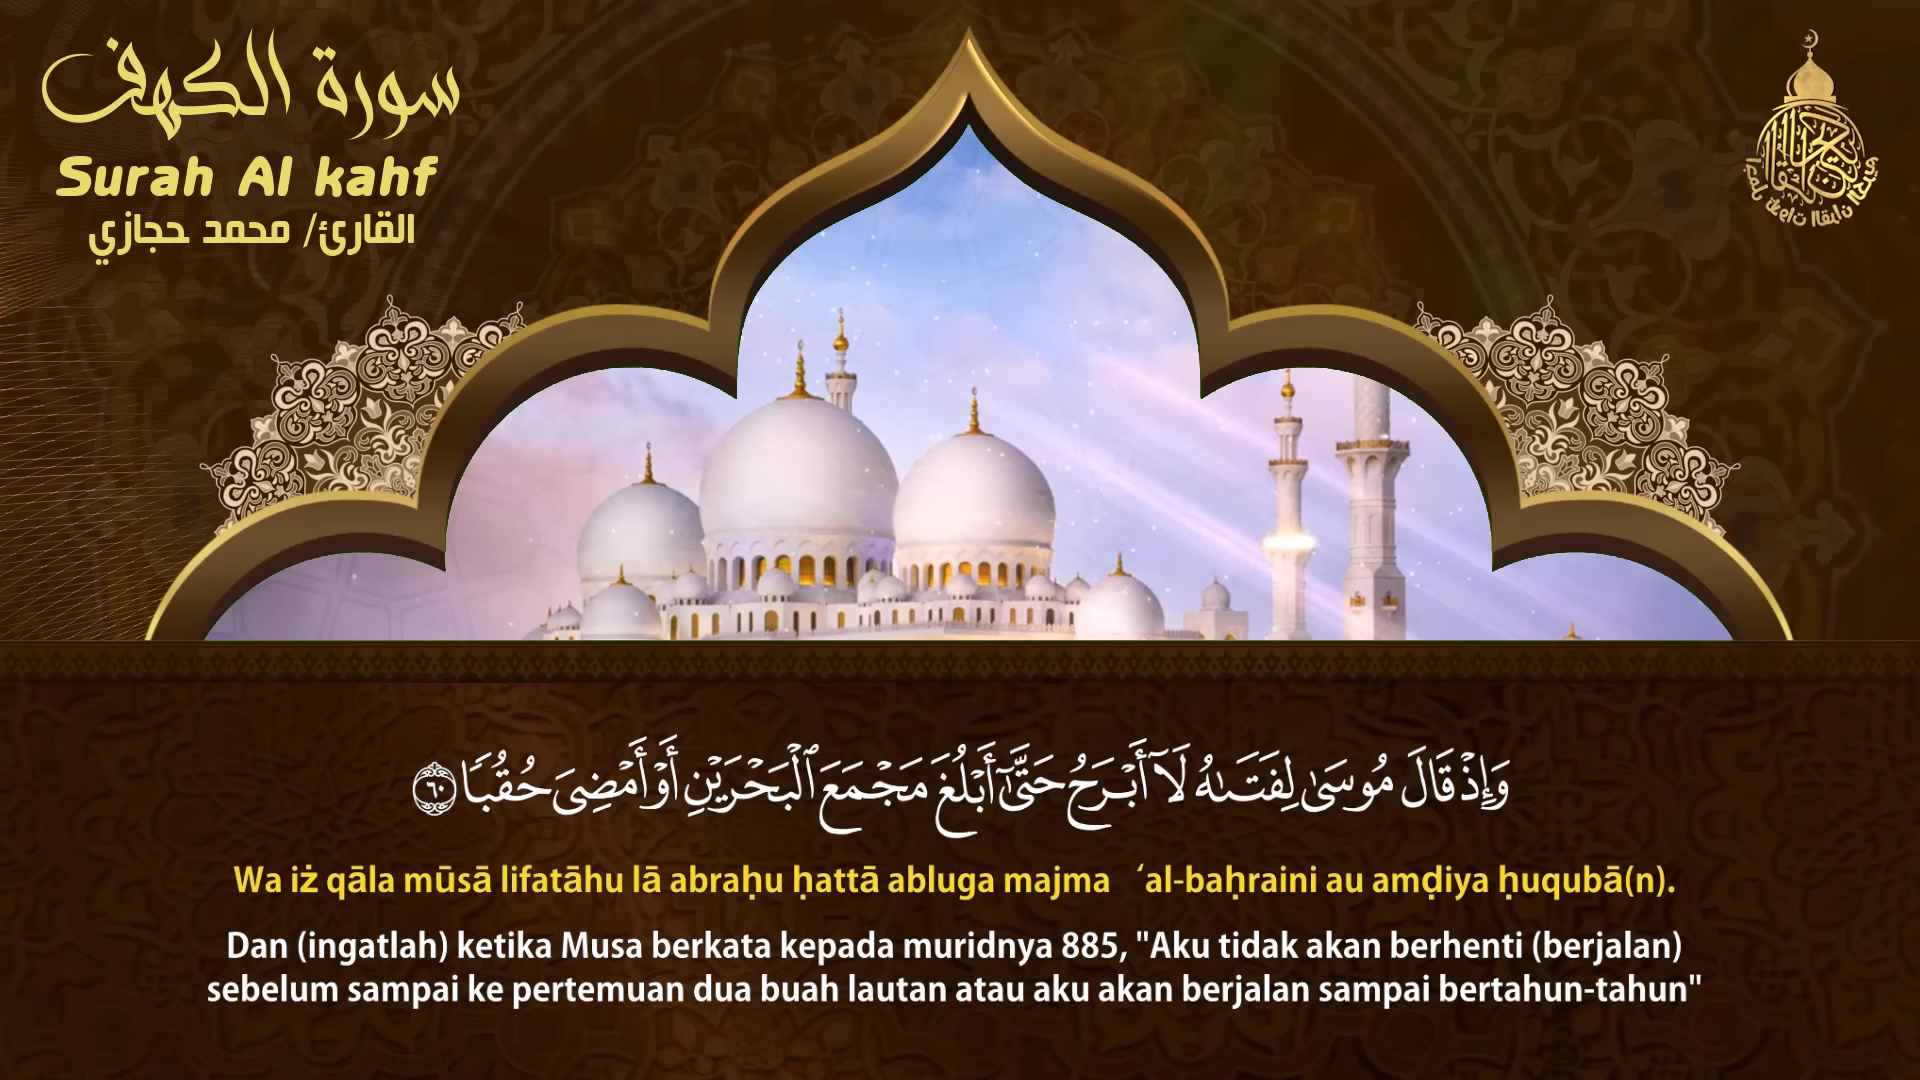 سورة الكهف
Surah Al kahf
القارئ/ محمد حجازي
وَإِذْ قَالَ مُوسَىٰ لِفَتَىٰهُ لَآ أَبْرَحُ حَتَّىٰٓ أَبْلُغَ مَجْمَعَ ٱلْبَحْرَيْنِ أَوْ أَمْضِىَ حُقُبًا ٦٠
Wa iż qāla mūsā lifatāhu lā abraḥu ḥattā abluga majma ‘al-baḥraini au amḍiya ḥuqubā(n).
Dan (ingatlah) ketika Musa berkata kepada muridnya 885, "Aku tidak akan berhenti (berjalan)
sebelum sampai ke pertemuan dua buah lautan atau aku akan berjalan sampai bertahun-tahun"